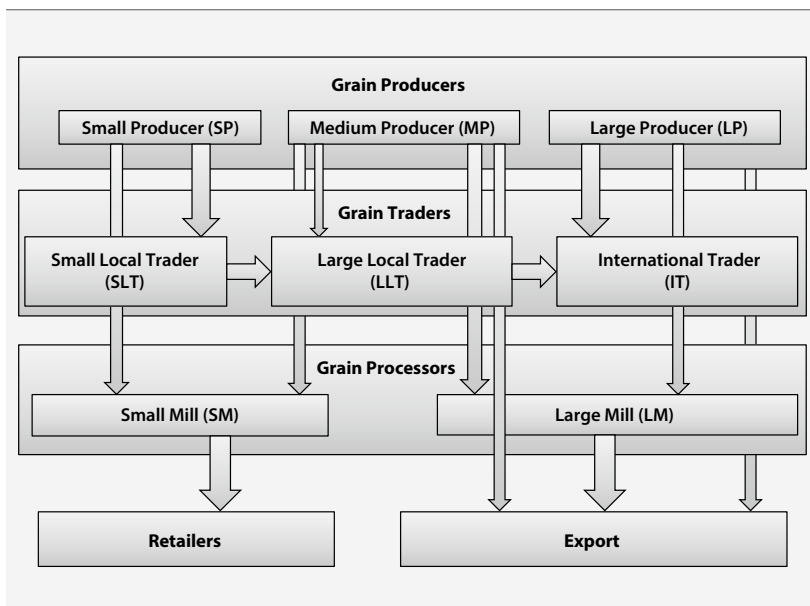 Grain Producers
Small Producer (SP)
Medium Producer (MP)
Large Producer (LP)
Grain Traders
Small Local Trader
(SLT)
Large Local Trader
(LLT)
International Trader
(IT)
Grain Processors
Small Mill (SM)
Large Mill (LM)
Retailers
Export